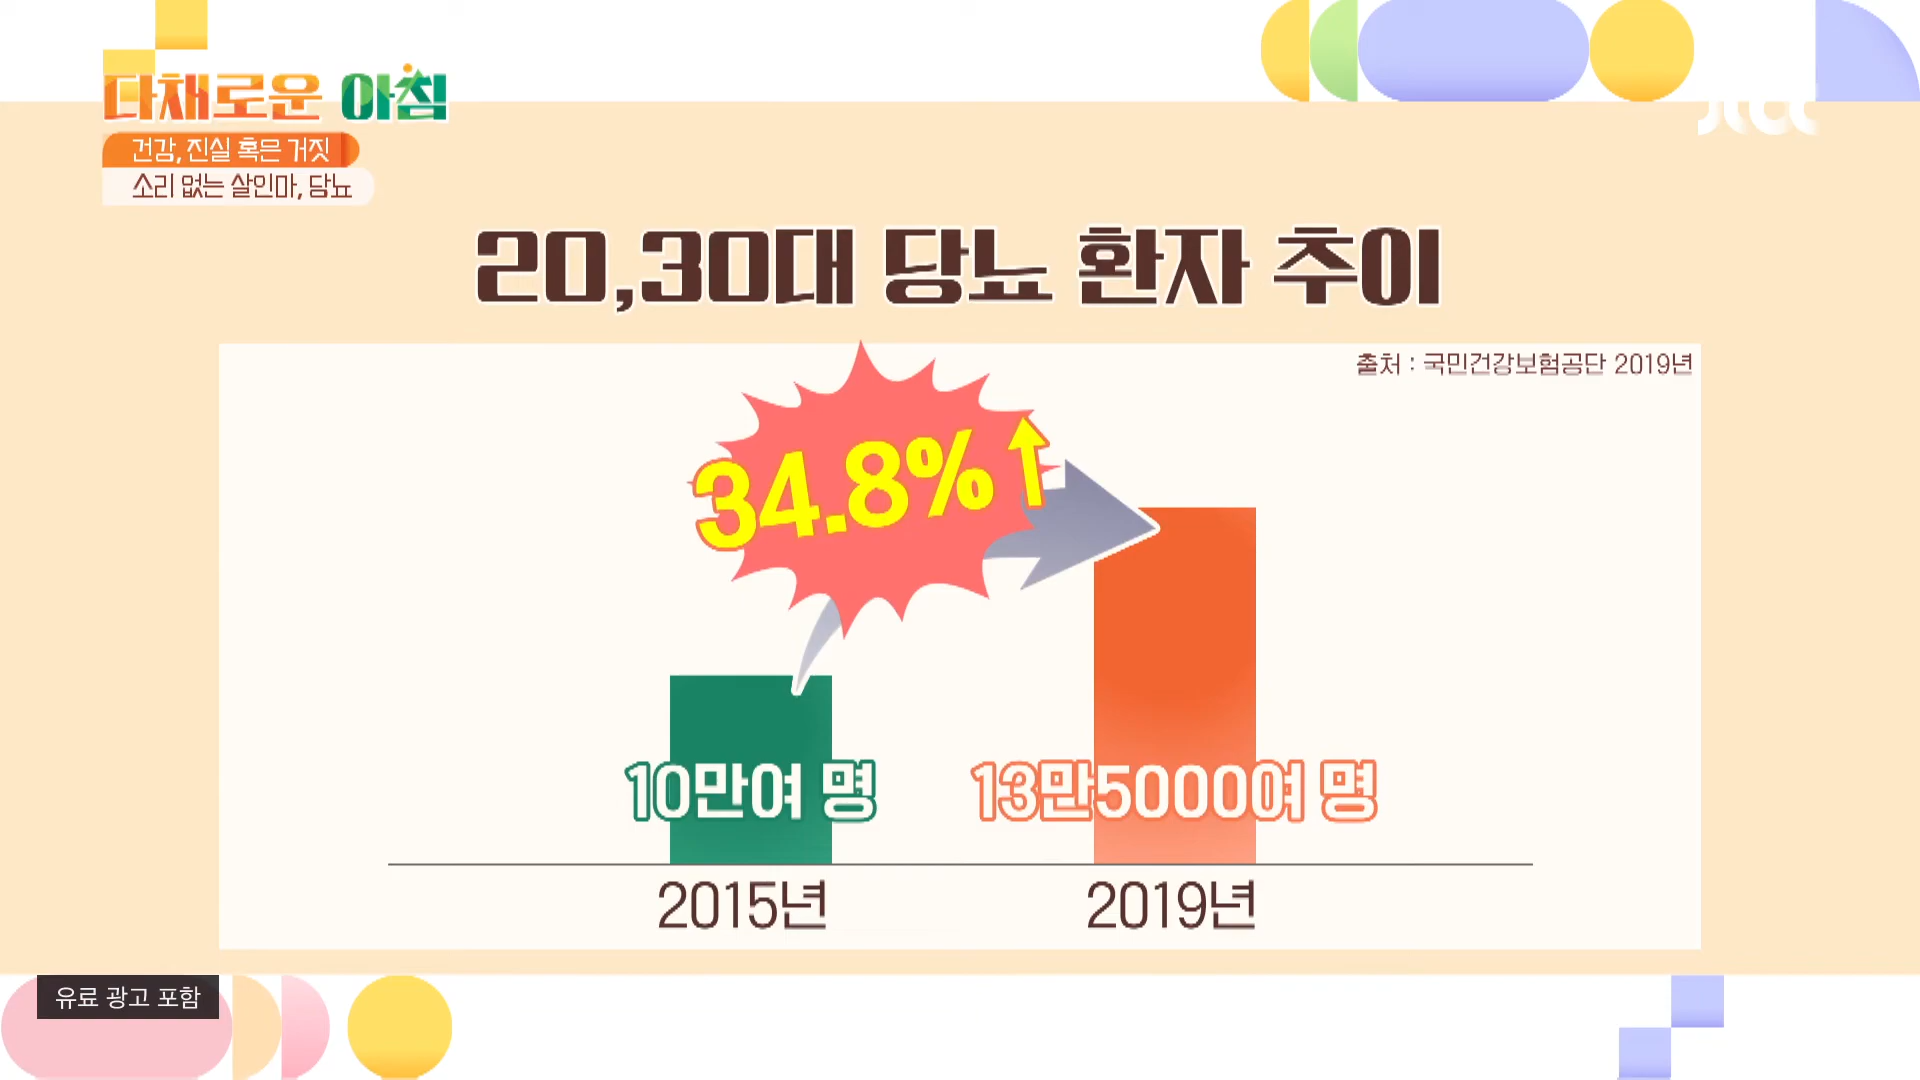 다채로운 아침
jtbc
건강, 진실 혹은 거짓
소리 없는 살인마, 당뇨
20,30대 당뇨 환자 추이
출처 : 국민건강보험공단 2019년
34.8%↑
10만여 명
13만5000여 명
2015년
2019년
유료 광고 포함